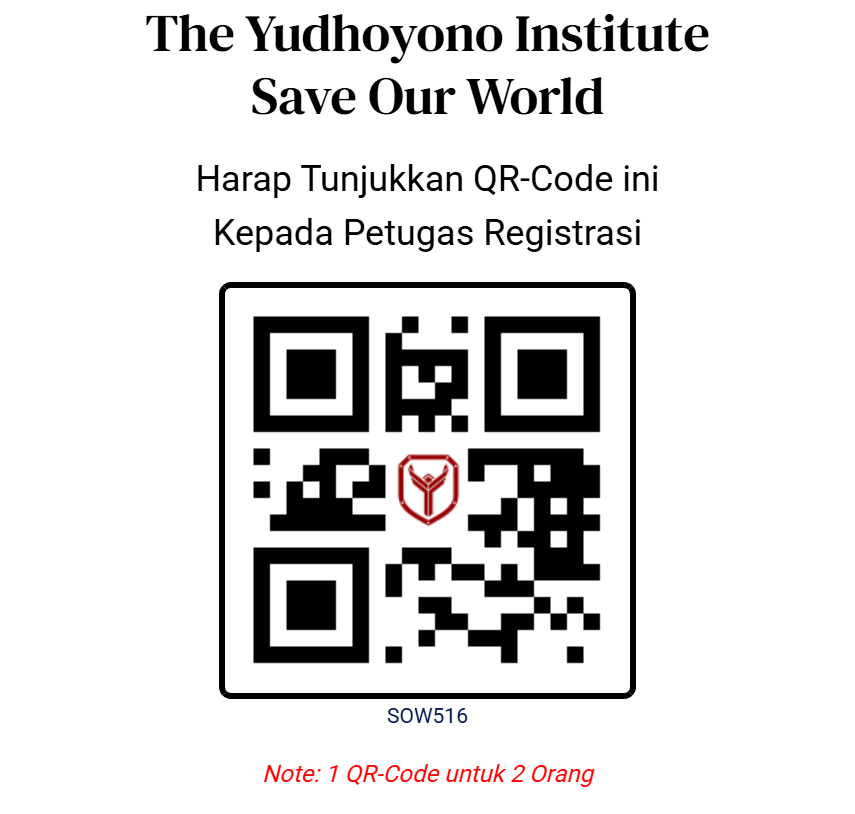 The Yudhoyono Institute
Save Our World
Harap Tunjukkan QR-Code ini
Kepada Petugas Registrasi
SOW516
Note: 1 QR-Code untuk 2 Orang